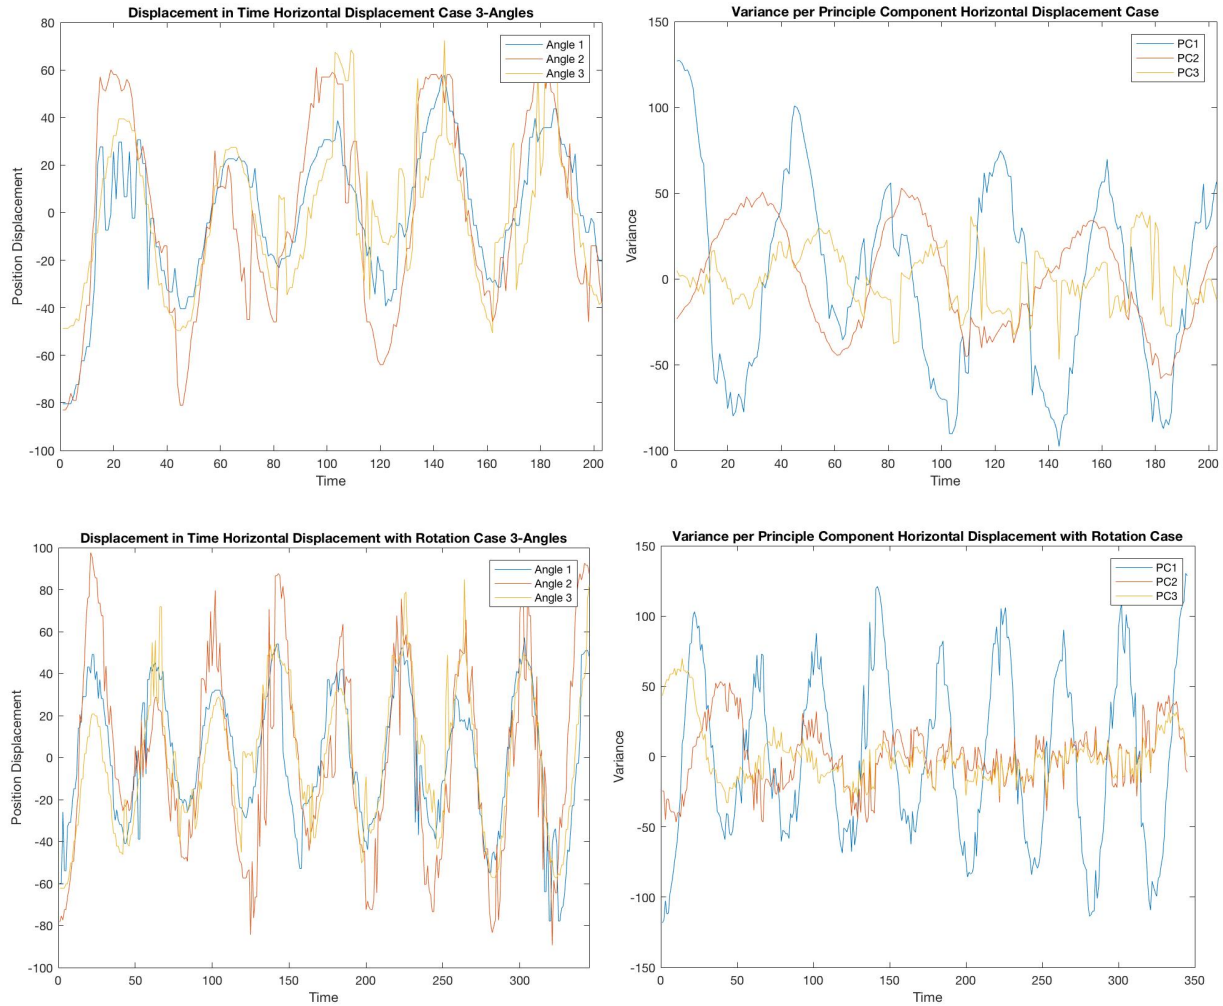 Displacement in Time Horizontal Displacement Case 3-Angles
80
60
40
20
0
-20
-40
-60
-80
-100
Position Displacement
0 20 40 60 80 100 120 140 160 180 200
Time
Angle 1
Angle 2
Angle 3
Variance per Principle Component Horizontal Displacement Case
150
100
50
0
-50
-100
Variance
0 20 40 60 80 100 120 140 160 180 200
Time
PC1
PC2
PC3
Displacement in Time Horizontal Displacement with Rotation Case 3-Angles
100
80
60
40
20
0
-20
-40
-60
-80
-100
Position Displacement
0 50 100 150 200 250 300
Time
Angle 1
Angle 2
Angle 3
Variance per Principle Component Horizontal Displacement with Rotation Case
150
100
50
0
-50
-100
-150
Variance
0 50 100 150 200 250 300 350
Time
PC1
PC2
PC3